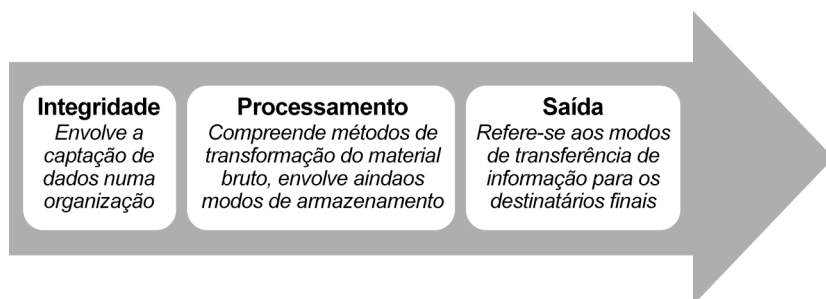 Integridade
Envolve a
captação de
dados numa
organização
Processamento
Compreende métodos de
transformação do material
bruto, envolve aindaos
modos de armazenamento
Saída
Refere-se aos modos
de transferência de
informação para os
destinatários finais